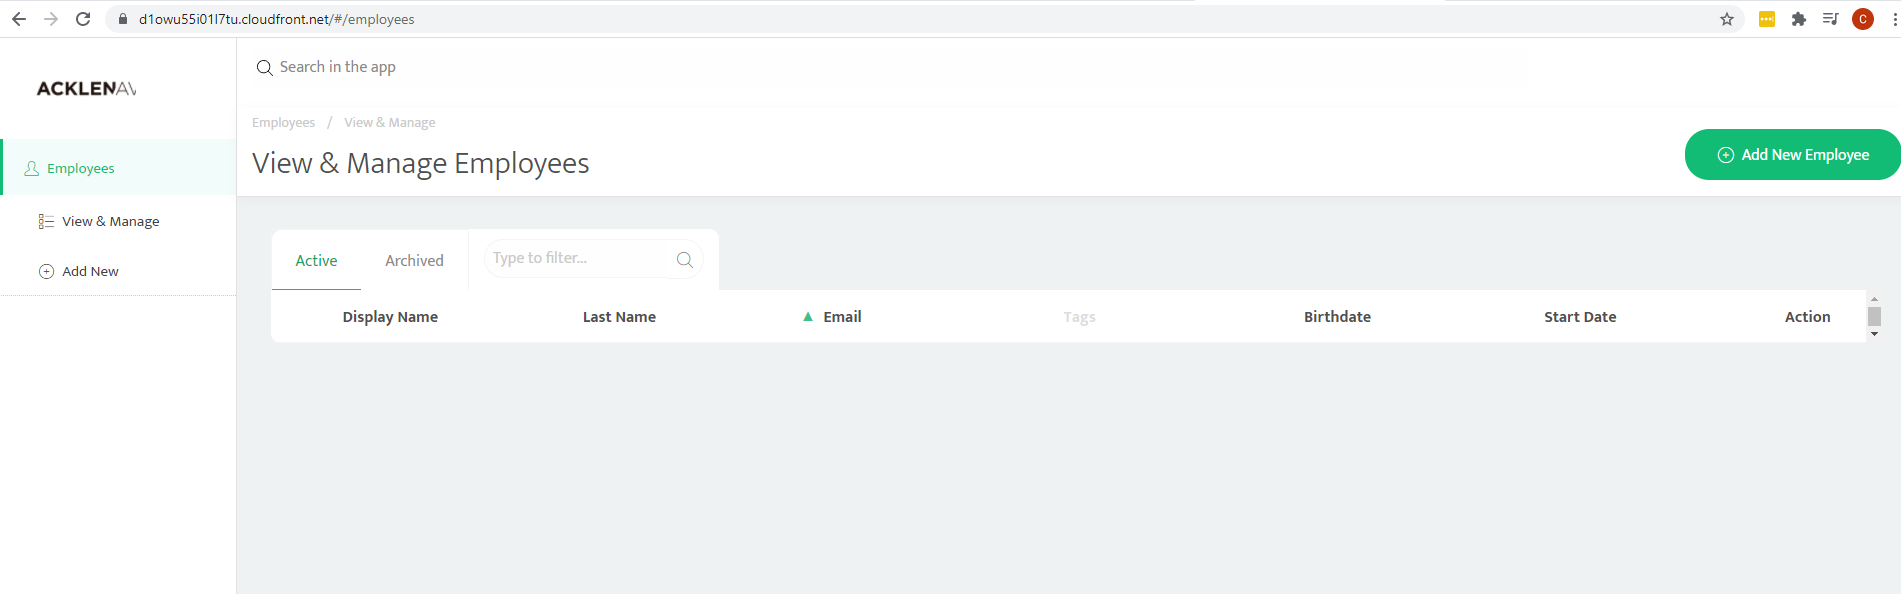 d1owu55i01l7tu.cloudfront.net/#/employees
C
Search in the app
ACKLENAV
Employees / View & Manage
View & Manage Employees
Add New Employee
Employees
View & Manage
Add New
Active Archived Type to filter...
Display Name Last Name ▲ Email Tags Birthdate Start Date Action